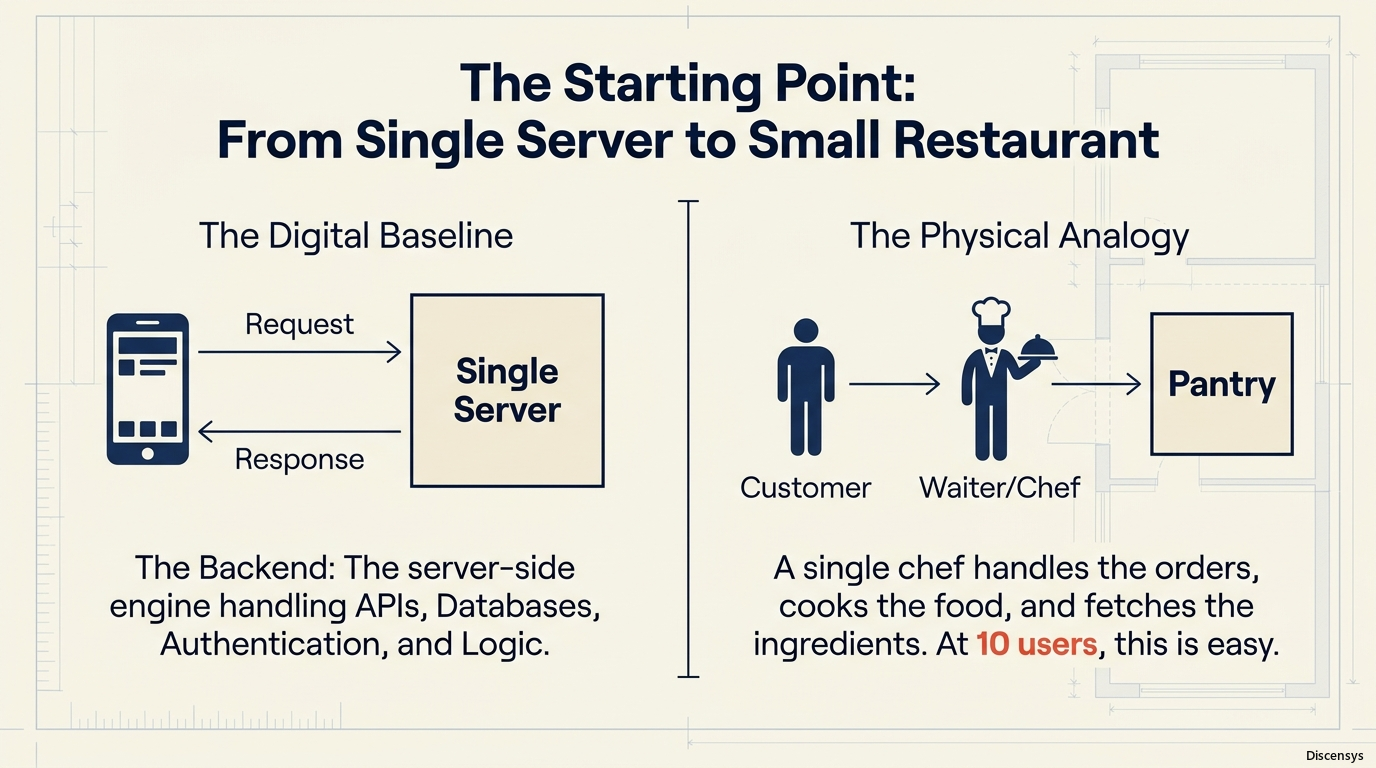 The Starting Point:
From Single Server to Small Restaurant
The Digital Baseline
Request
Single
Server
Response
The Backend: The server-side
engine handling APIs, Databases,
Authentication, and Logic.
The Physical Analogy
Pantry
Customer
Waiter/Chef
A single chef handles the orders,
cooks the food, and fetches the
ingredients. At 10 users, this is easy.
Discensys